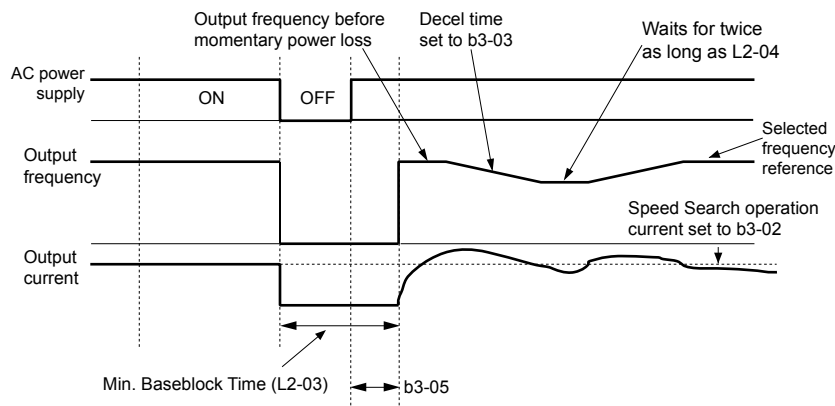 Output frequency before
momentary power loss
Decel time
set to b3-03
Waits for twice
as long as L2-04
AC power
supply
ON
OFF
Output
frequency
Selected
frequency
reference
Speed Search operation
current set to b3-02
Output
current
Min. Baseblock Time (L2-03)
b3-05